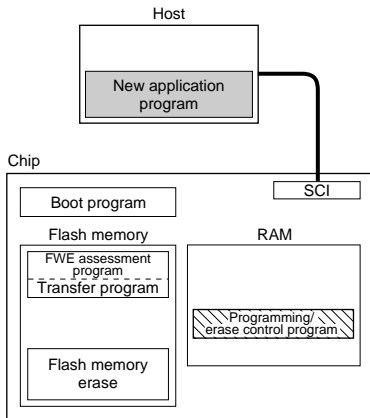 Host
New application
program
Chip
SCI
Boot program
Flash memory
RAM
FWE assessment
program
Transfer program
Programming/
erase control program
Flash memory
erase